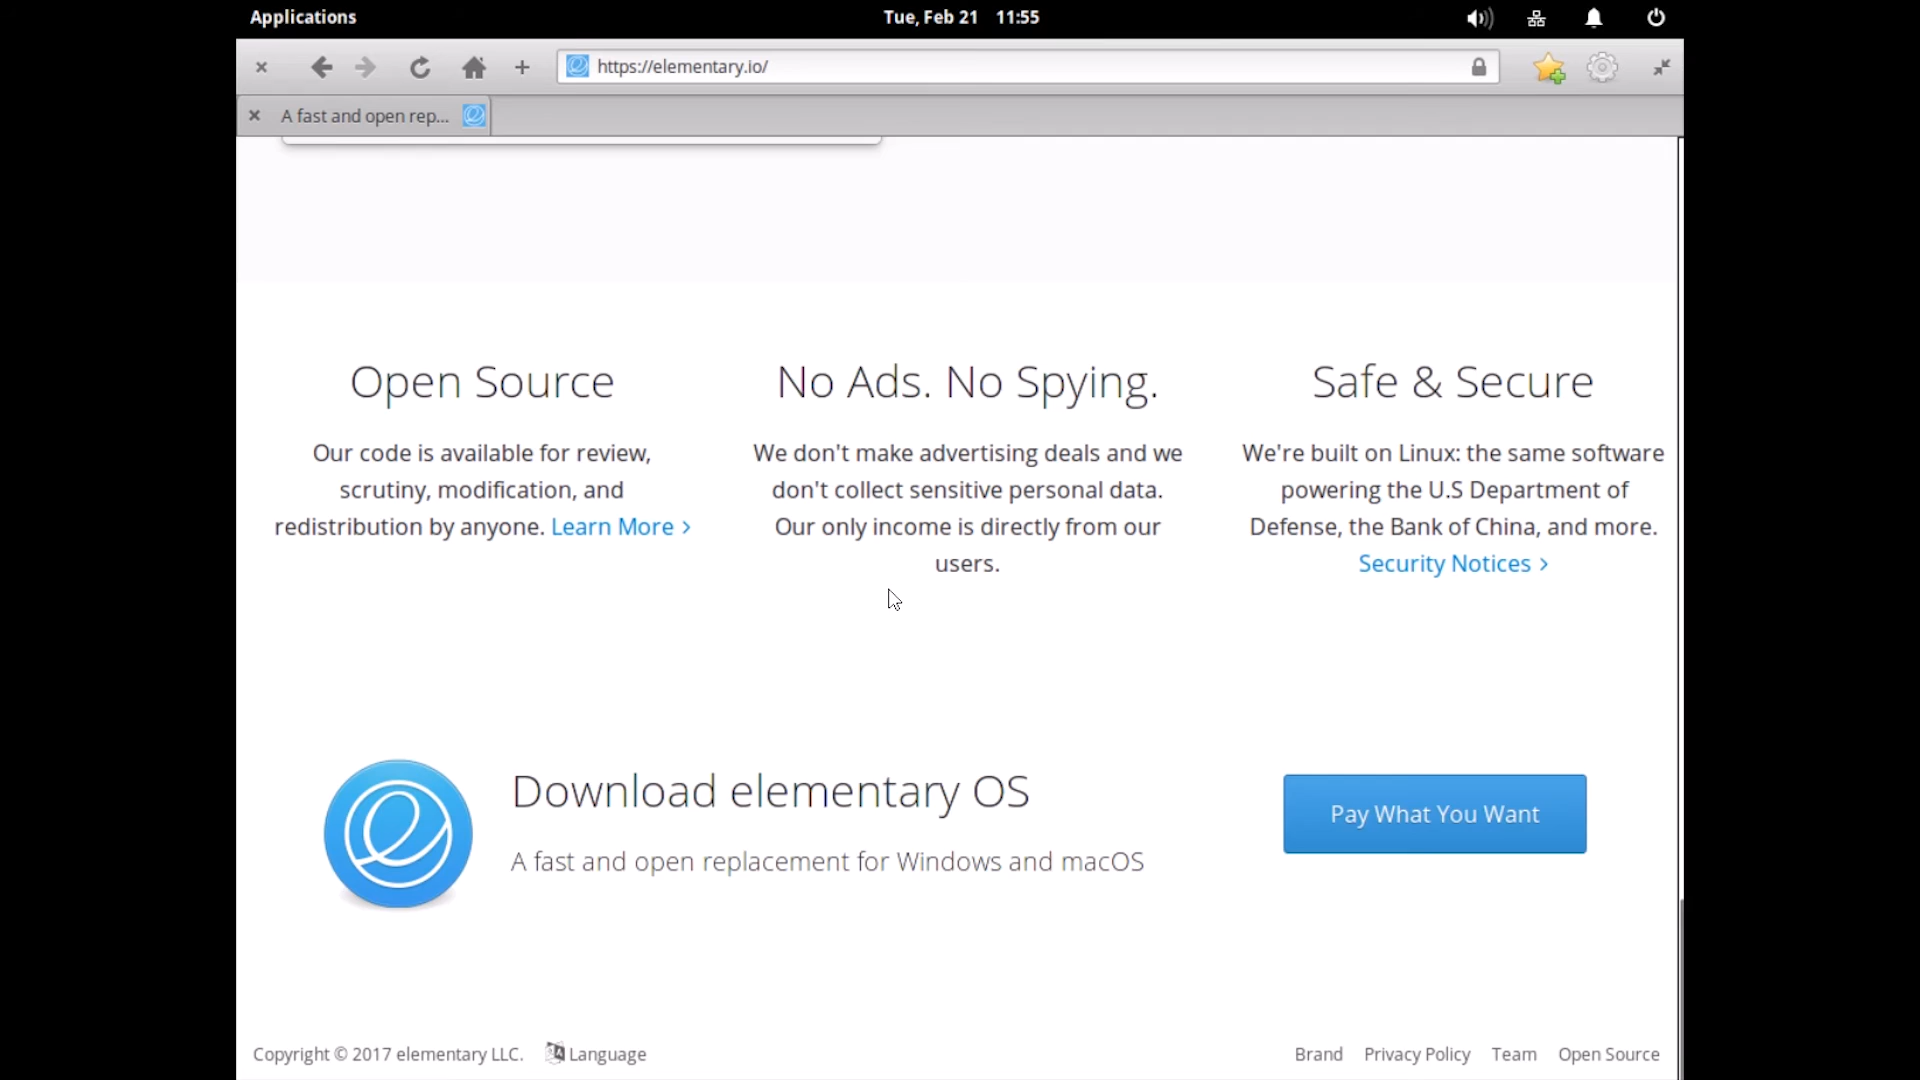 Applications
Tue, Feb 21 11:55
https://elementary.io/
A fast and open rep...
Open Source
Our code is available for review,
scrutiny, modification, and
redistribution by anyone. Learn More >
No Ads. No Spying.
We don't make advertising deals and we
don't collect sensitive personal data.
Our only income is directly from our
users.
Safe & Secure
We're built on Linux: the same software
powering the U.S Department of
Defense, the Bank of China, and more.
Security Notices >
Download elementary OS
A fast and open replacement for Windows and macOS
Pay What You Want
Copyright © 2017 elementary LLC.
Language
Brand
Privacy Policy
Team
Open Source